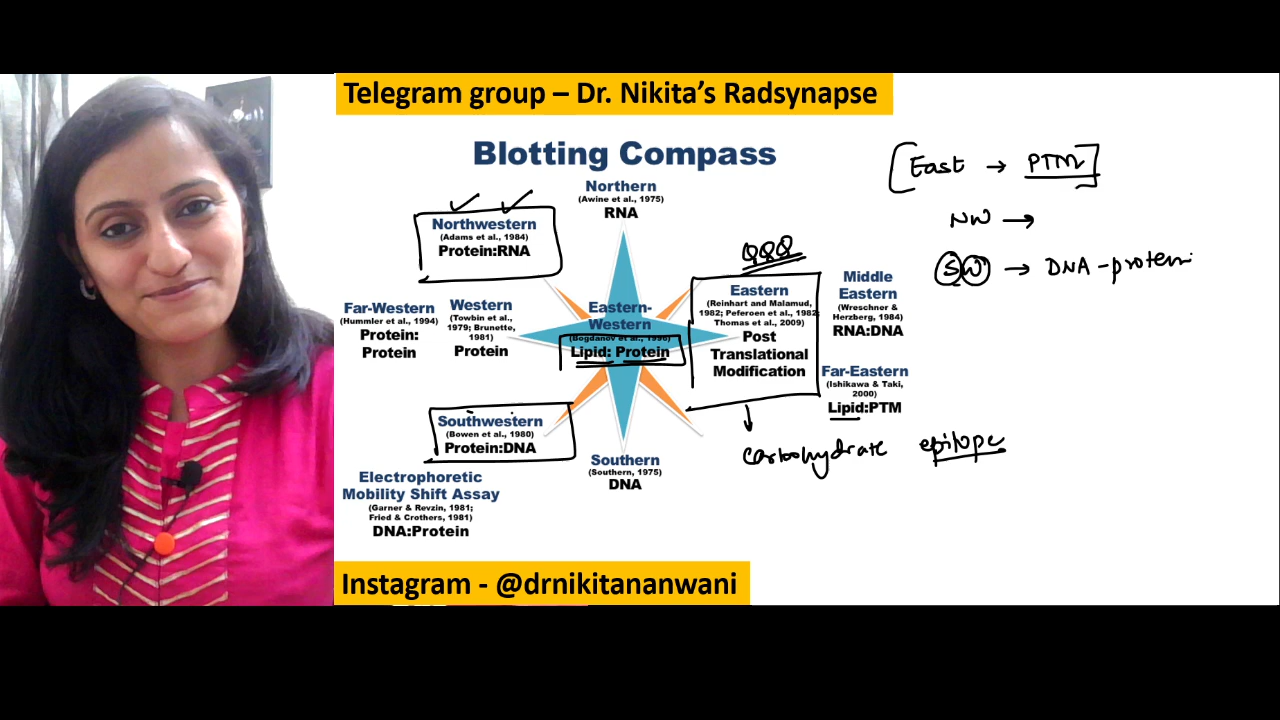 Telegram group – Dr. Nikita's Radsynapse
Blotting Compass
Northern
(Awine et al., 1975)
RNA
Northwestern
(Adams et al., 1984)
Protein:RNA
Far-Western
(Hummler et al., 1994)
Protein:
Protein
Western
(Towbin et al.,
1979; Brunette,
1981)
Protein
Eastern-
Western
(Bogdanov et al., 1996)
Lipid: Protein
QQQ
Eastern
(Reinhart and Malamud,
1982; Peferoen et al., 1982;
Thomas et al., 2009)
Post
Translational
Modification
Middle
Eastern
(Wreschner &
Herzberg, 1984)
RNA:DNA
Far-Eastern
(Ishikawa & Taki,
2000)
Lipid:PTM
Southwestern
(Bowen et al., 1980)
Protein:DNA
Southern
(Southern, 1975)
DNA
Electrophoretic
Mobility Shift Assay
(Garner & Revzin, 1981;
Fried & Crothers, 1981)
DNA:Protein
East → PTM
NW →
SW → DNA-protein
carbohydrate epitope
Instagram - @drnikitananwani